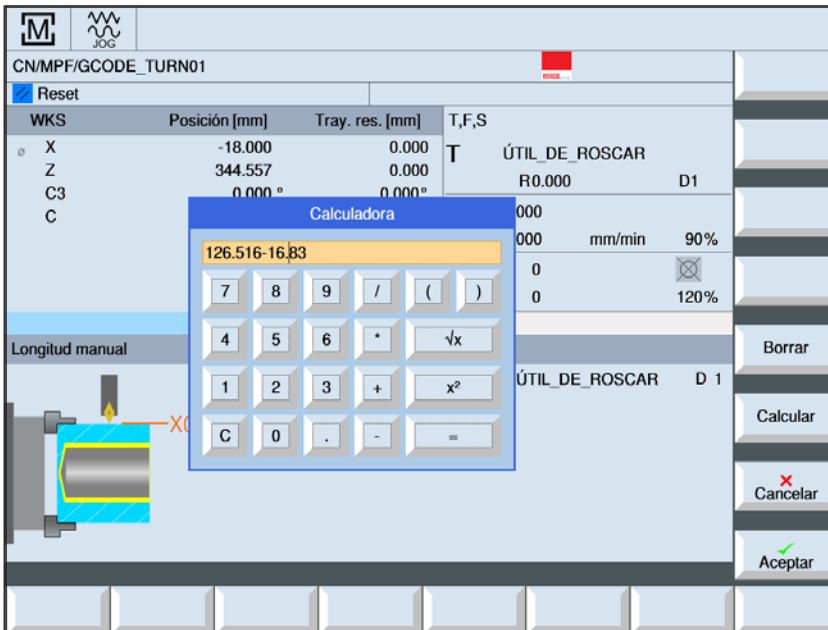 M
JOG
CN/MPF/GCODE_TURN01
Reset
WKS Posición [mm] Tray. res. [mm] T,F,S
X -18.000 0.000 T ÚTIL_DE_ROSCAR
Z 344.557 0.000 R0.000 D1
C3 0.000 ° 0.000°
C
000
000 mm/min 90%
0
0 120%
Calculadora
126.516-16.83
7 8 9 / ( )
4 5 6 * √x
1 2 3 + x²
C 0 . - =
Longitud manual
ÚTIL_DE_ROSCAR D 1
Borrar
Calcular
Cancelar
Aceptar